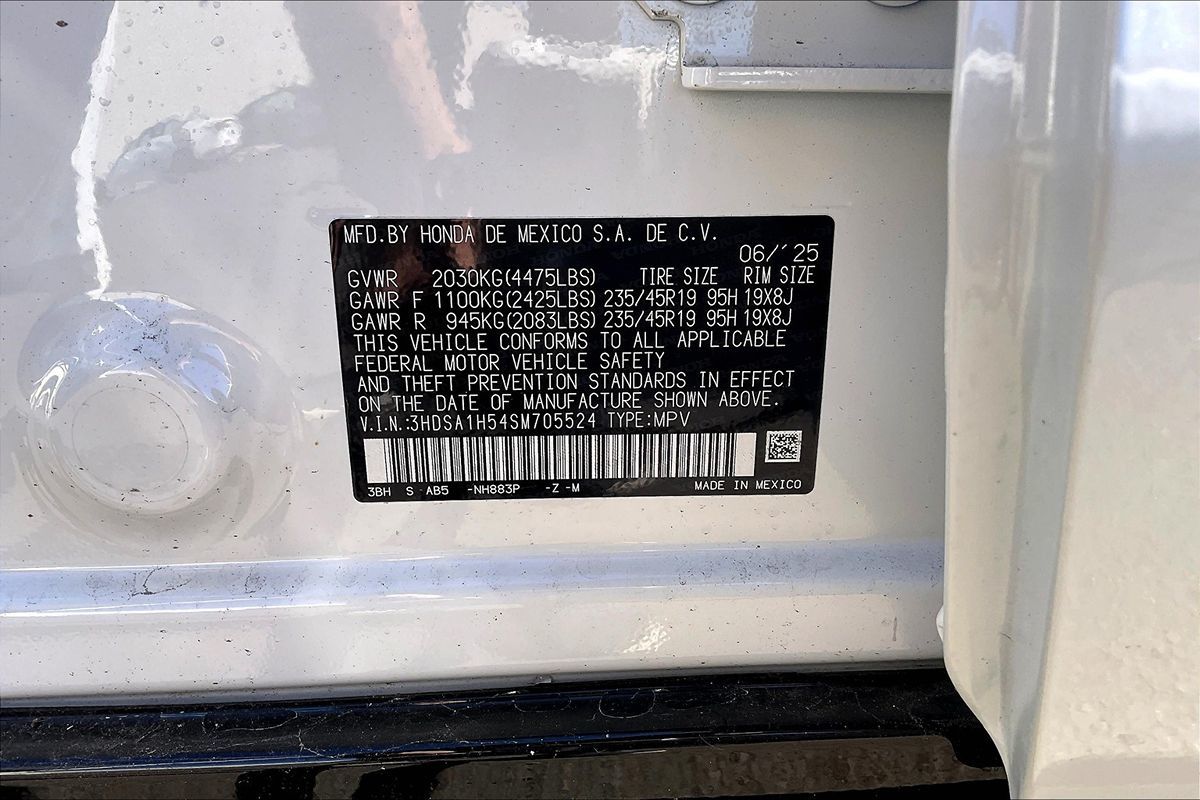 MFD.BY HONDA DE MEXICO S.A. DE C.V.
06/'25
GVWR 2030KG(4475LBS) TIRE SIZE RIM SIZE
GAWR F 1100KG(2425LBS) 235/45R19 95H 19X8J
GAWR R 945KG(2083LBS) 235/45R19 95H 19X8J
THIS VEHICLE CONFORMS TO ALL APPLICABLE
FEDERAL MOTOR VEHICLE SAFETY
AND THEFT PREVENTION STANDARDS IN EFFECT
ON THE DATE OF MANUFACTURE SHOWN ABOVE.
V.I.N.:3HDSA1H54SM705524 TYPE:MPV
3BH S AB5 -NH883P -Z -M MADE IN MEXICO